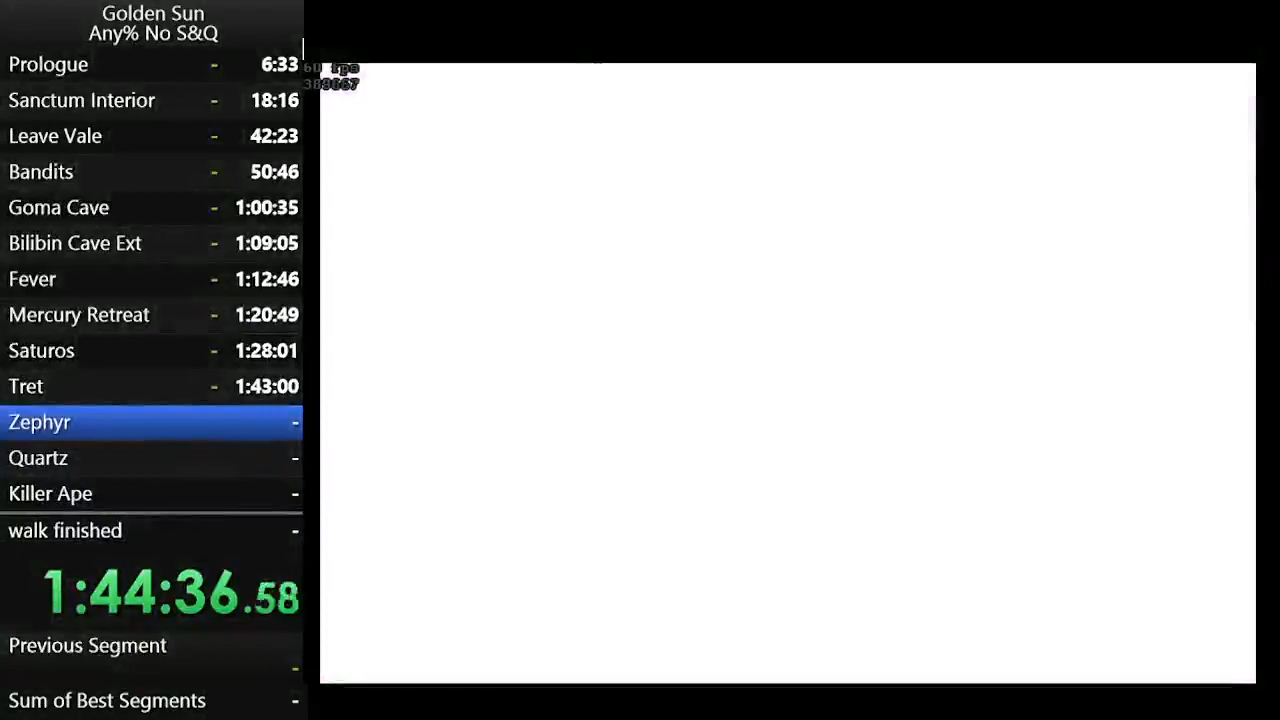 Golden Sun
Any% No S&Q
Prologue - 6:33
60 fps
389667
Sanctum Interior - 18:16
Leave Vale - 42:23
Bandits - 50:46
Goma Cave - 1:00:35
Bilibin Cave Ext - 1:09:05
Fever - 1:12:46
Mercury Retreat - 1:20:49
Saturos - 1:28:01
Tret - 1:43:00
Zephyr -
Quartz -
Killer Ape -
walk finished -
1:44:36.58
Previous Segment
-
Sum of Best Segments -